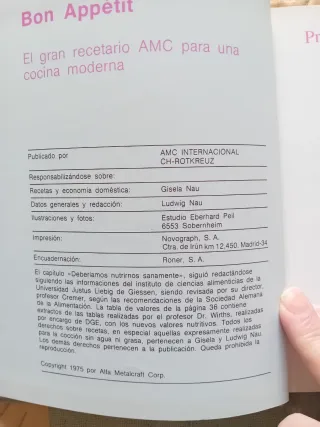 Bon Appétit
El gran recetario AMC para una
cocina moderna
Publicado por AMC INTERNACIONAL
CH-ROTKREUZ
Responsabilizándose sobre:
Recetas y economía doméstica: Gisela Nau
Datos generales y redacción: Ludwig Nau
Ilustraciones y fotos: Estudio Eberhard Peil
6553 Sobernheim
Impresión: Novograph, S. A.
Ctra. de Irún km 12,450, Madrid-34
Encuadernación: Roner, S. A.
El capítulo «Deberíamos nutrirnos sanamente», siguió redactándose
siguiendo las informaciones del instituto de ciencias alimenticias de la
Universidad Justus Liebig de Giessen, siendo revisada por su director,
profesor Cremer, según las recomendaciones de la Sociedad Alemana
de la Alimentación. La table de valores de la página 36 contiene
extractos de las tablas realizadas por el profesor Dr. Wirths, realizadas
por encargo de DGE, con los nuevos valores nutritivos. Todos los
derechos sobre recetas, en especial aquellas expresamente realizadas
para la cocción sin agua ni grasa, pertenecen a Gisela y Ludwig Nau.
Los demás derechos pertenecen a la publicación. Queda prohibida la
reproducción.
Copyright 1975 por Alfa Metalcraft Corp.
Pr